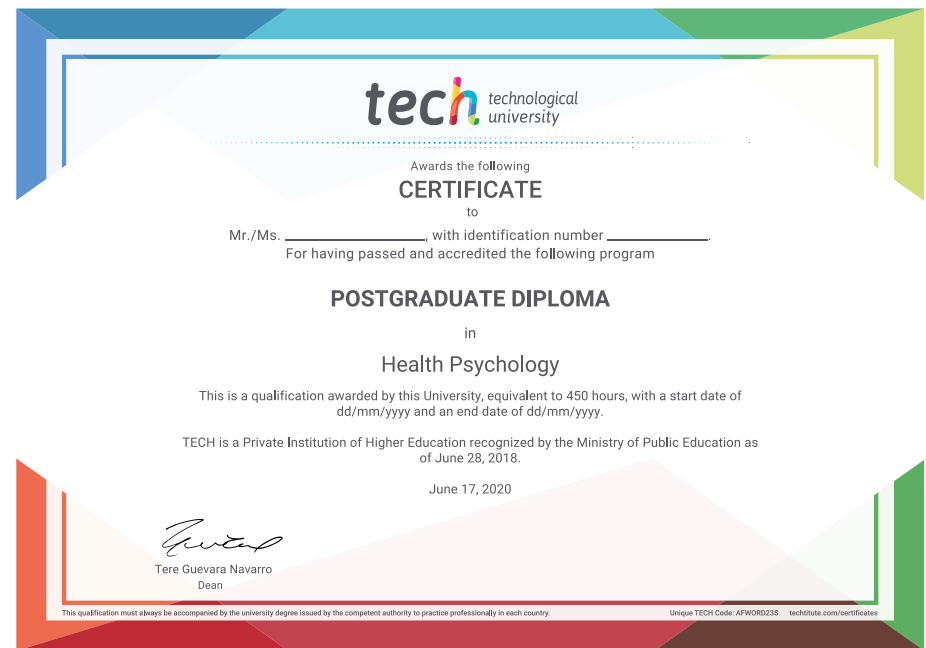 tech technological
university
Awards the following
CERTIFICATE
to
Mr./Ms. ____________, with identification number ____________.
For having passed and accredited the following program
POSTGRADUATE DIPLOMA
in
Health Psychology
This is a qualification awarded by this University, equivalent to 450 hours, with a start date of
dd/mm/yyyy and an end date of dd/mm/yyyy.
TECH is a Private Institution of Higher Education recognized by the Ministry of Public Education as
of June 28, 2018.
June 17, 2020
Tere Guevara Navarro
Dean
This qualification must always be accompanied by the university degree issued by the competent authority to practice professionally in each country. Unique TECH Code: AFWORD23S techtitute.com/certificates